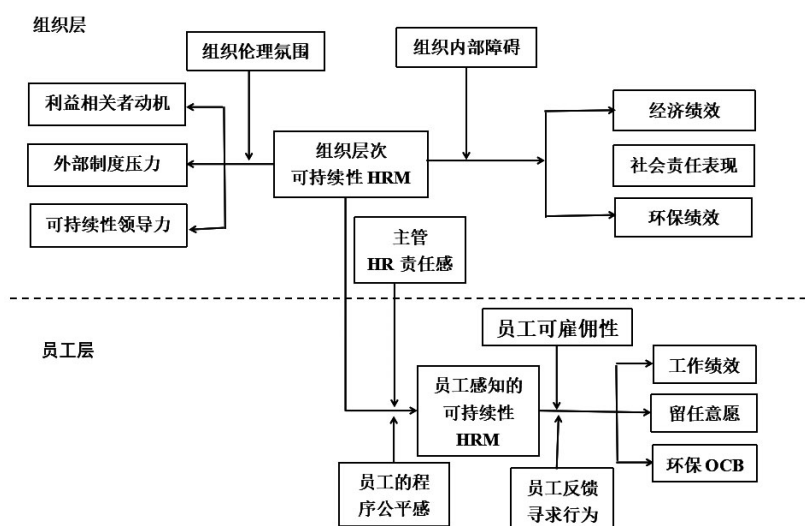 组织层
组织伦理氛围
组织内部障碍
利益相关者动机
外部制度压力
可持续性领导力
组织层次
可持续性 HRM
经济绩效
社会责任表现
环保绩效
主管
HR 责任感
员工层
员工可雇佣性
员工感知的
可持续性
HRM
工作绩效
留任意愿
环保 OCB
员工的程
序公平感
员工反馈
寻求行为